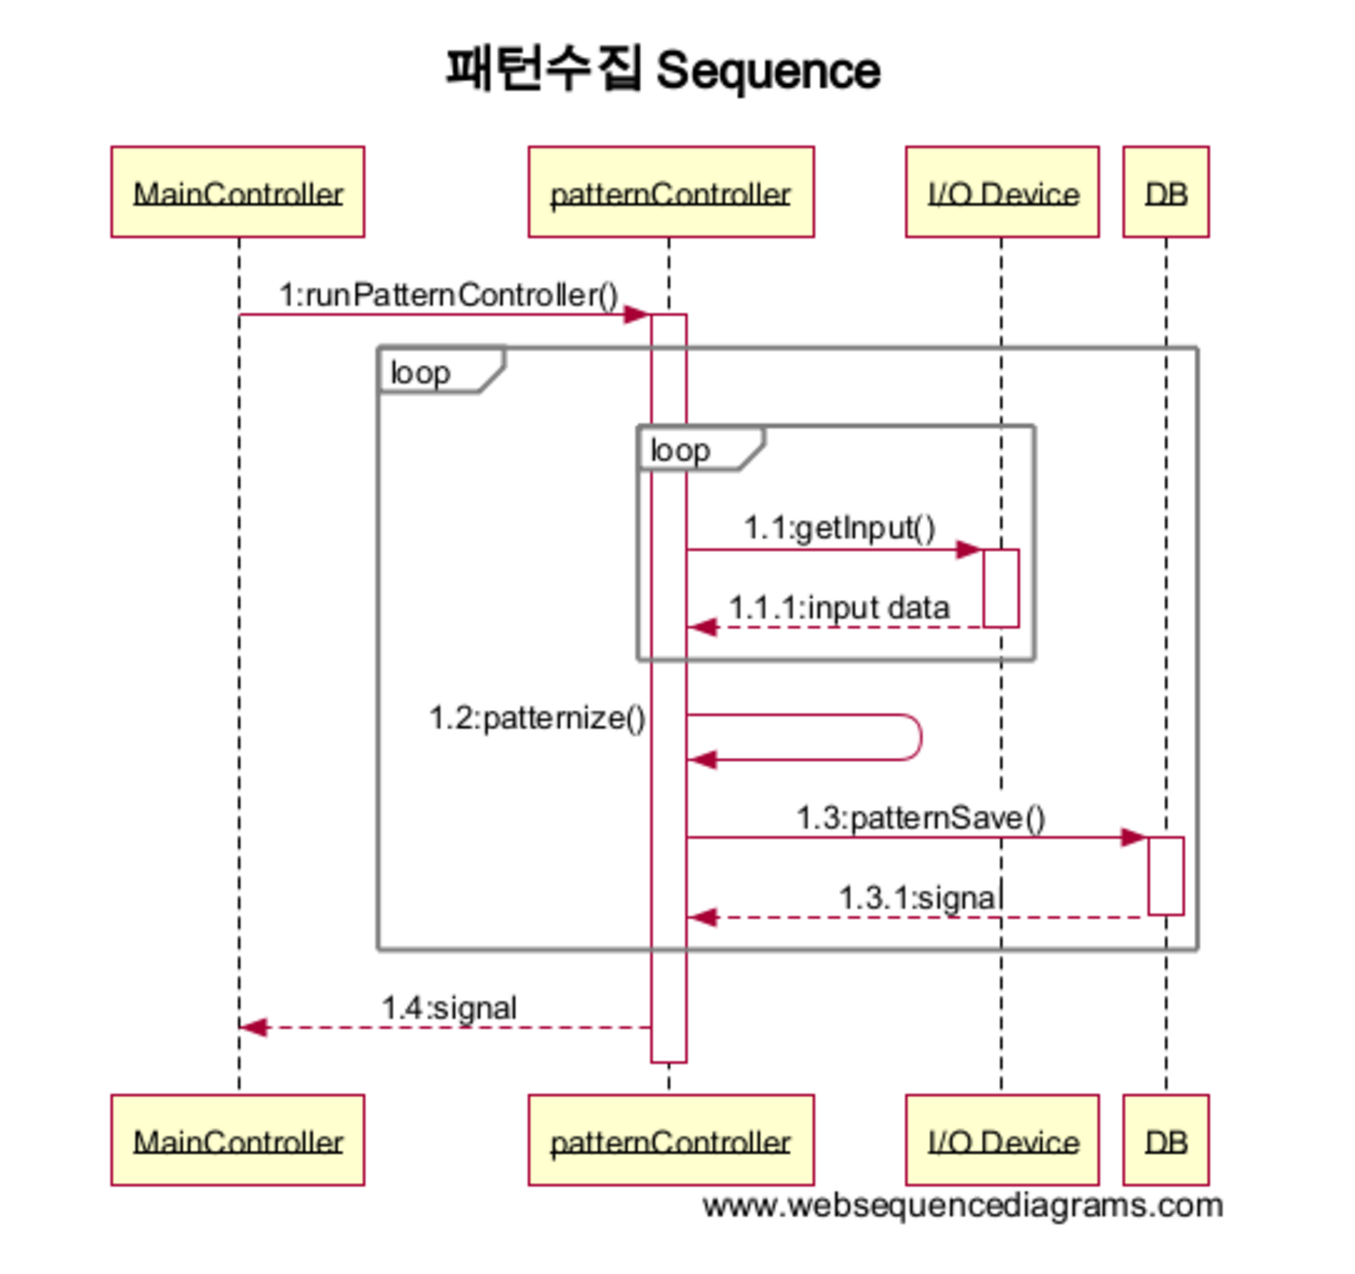 패턴수집 Sequence
MainController
patternController
I/O Device
DB
1:runPatternController()
loop
loop
1.1:getInput()
1.1.1:input data
1.2:patternize()
1.3:patternSave()
1.3.1:signal
1.4:signal
MainController
patternController
I/O Device
DB
www.websequencediagrams.com